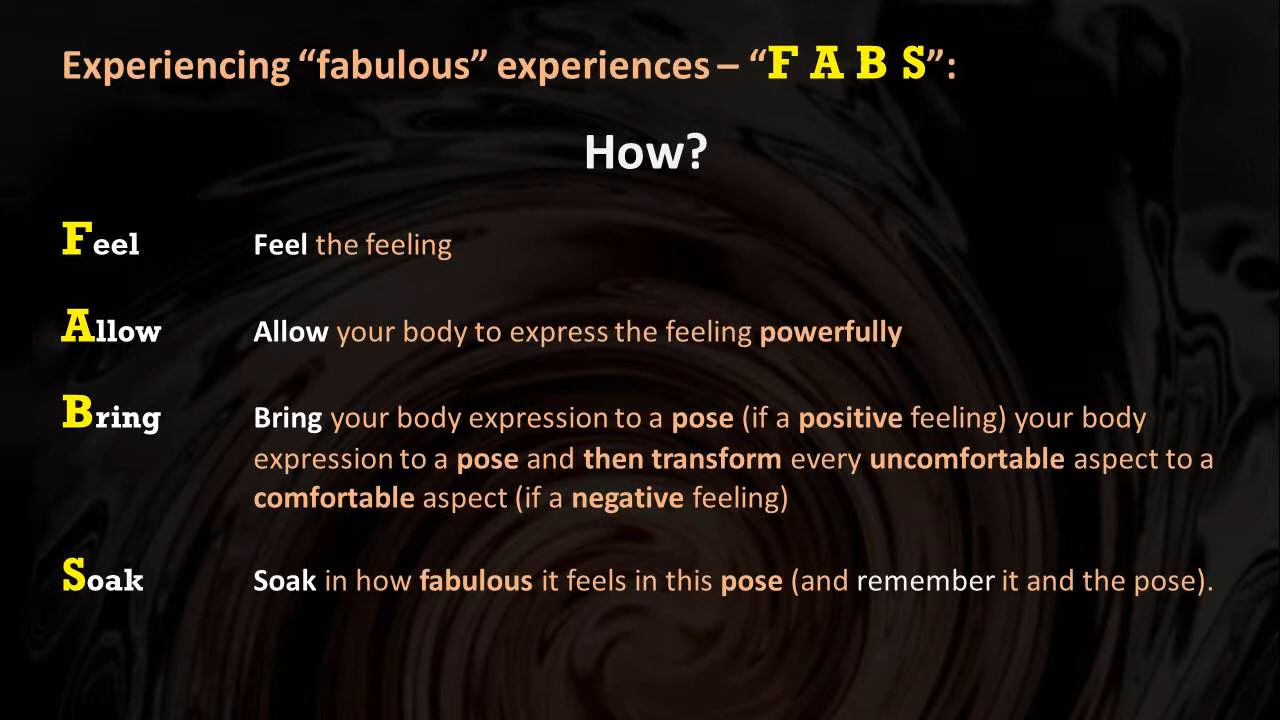 Experiencing “fabulous” experiences – “F A B S”:
How?
Feel Feel the feeling
Allow Allow your body to express the feeling powerfully
Bring Bring your body expression to a pose (if a positive feeling) your body
expression to a pose and then transform every uncomfortable aspect to a
comfortable aspect (if a negative feeling)
Soak Soak in how fabulous it feels in this pose (and remember it and the pose).